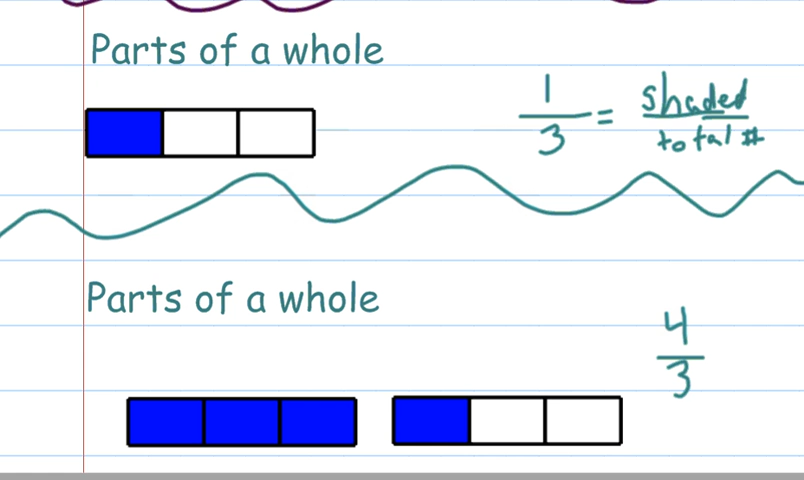 Parts of a whole
1/3 = shaded/total #
Parts of a whole
4/3